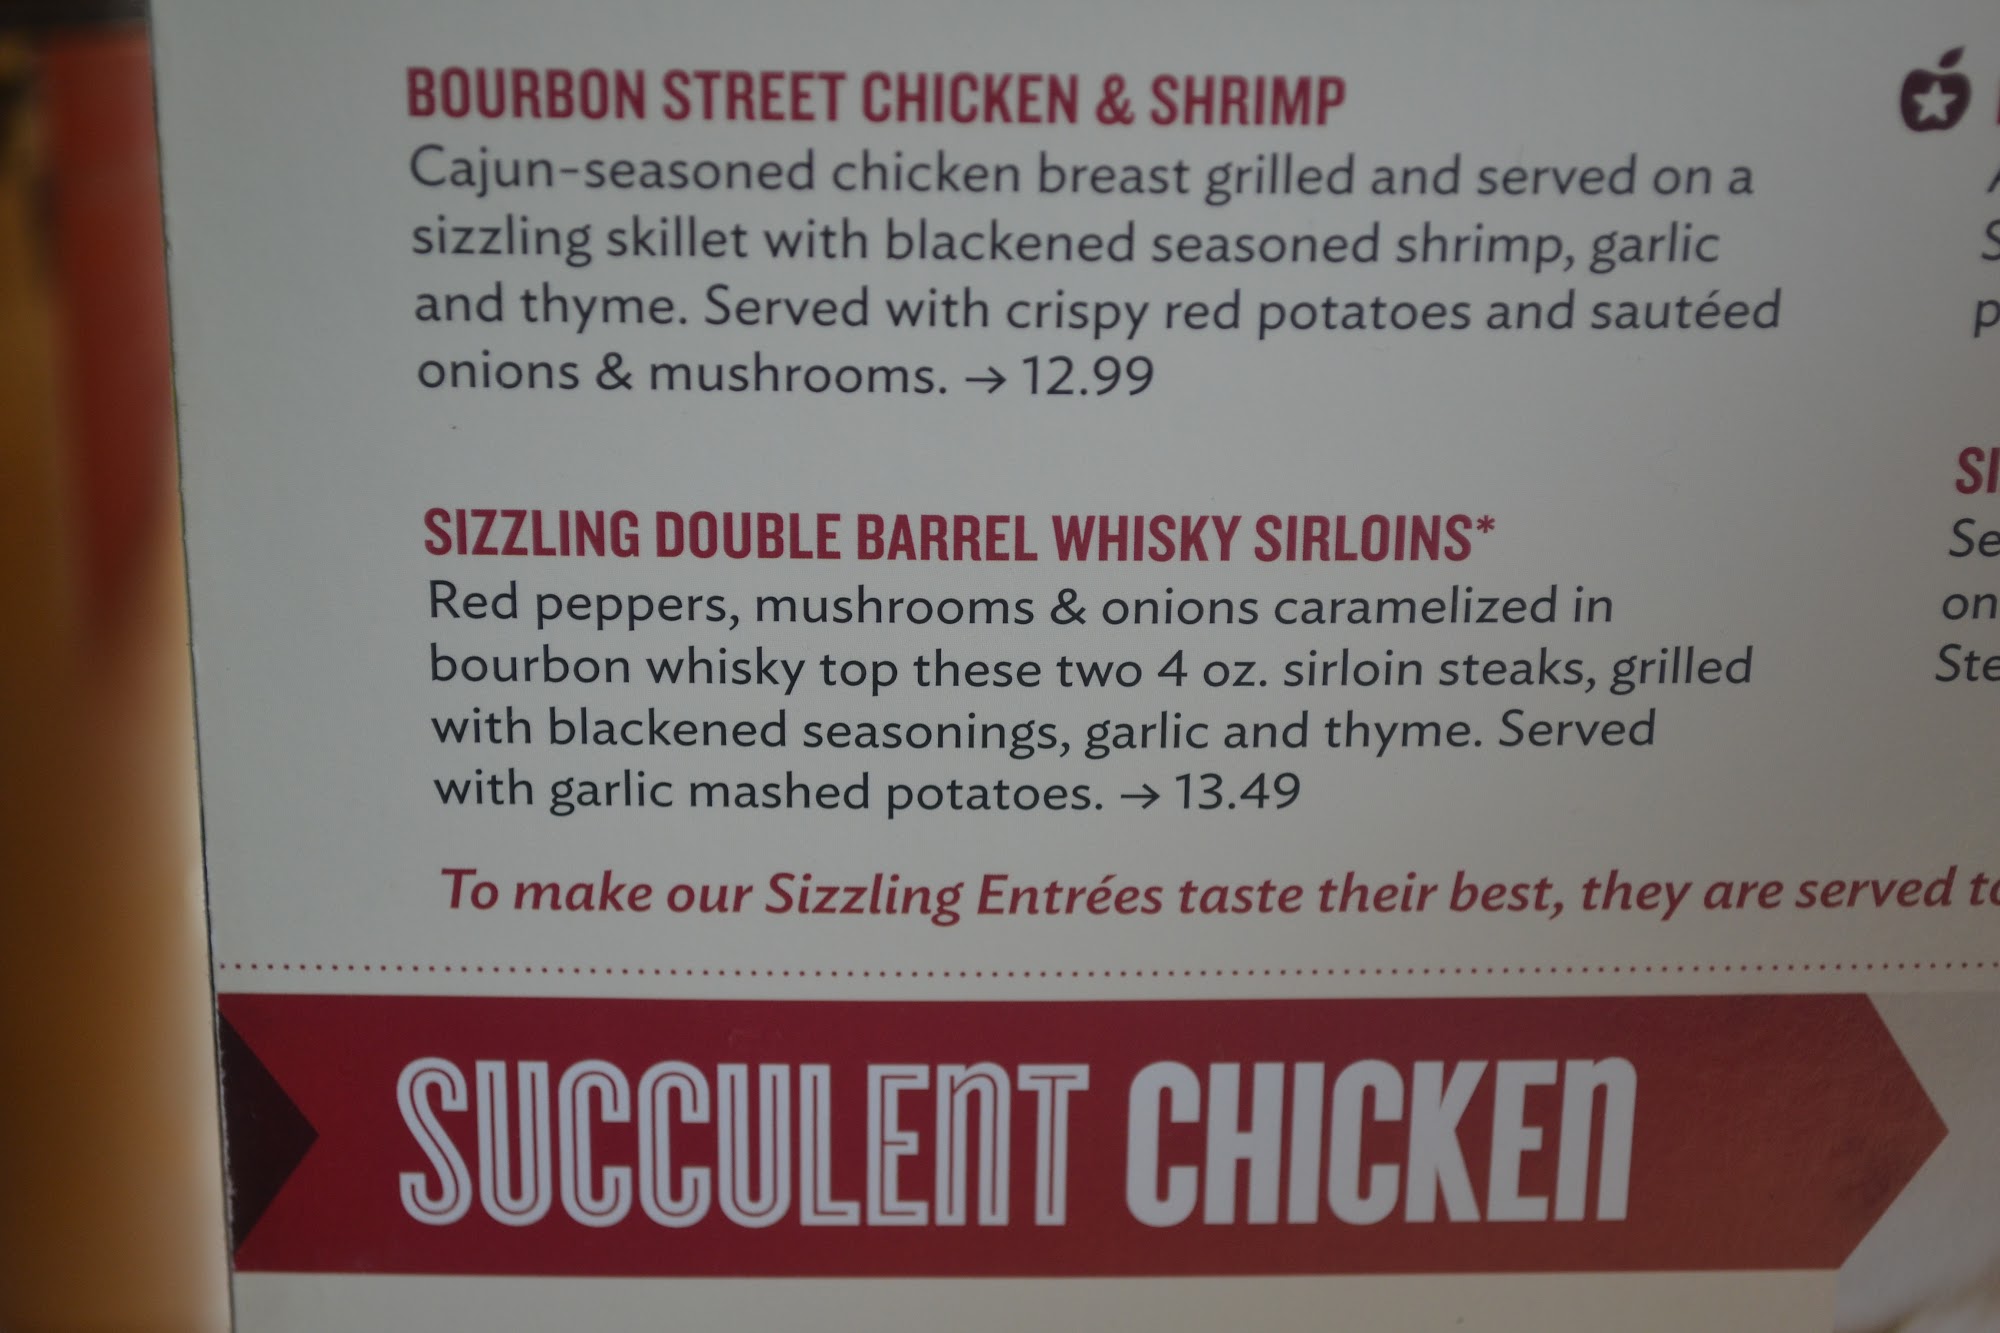 BOURBON STREET CHICKEN & SHRIMP
Cajun-seasoned chicken breast grilled and served on a
sizzling skillet with blackened seasoned shrimp, garlic
and thyme. Served with crispy red potatoes and sautéed
onions & mushrooms. → 12.99
SIZZLING DOUBLE BARREL WHISKY SIRLOINS*
Red peppers, mushrooms & onions caramelized in
bourbon whisky top these two 4 oz. sirloin steaks, grilled
with blackened seasonings, garlic and thyme. Served
with garlic mashed potatoes. → 13.49
To make our Sizzling Entrées taste their best, they are served
SUCCULENT CHICKEN